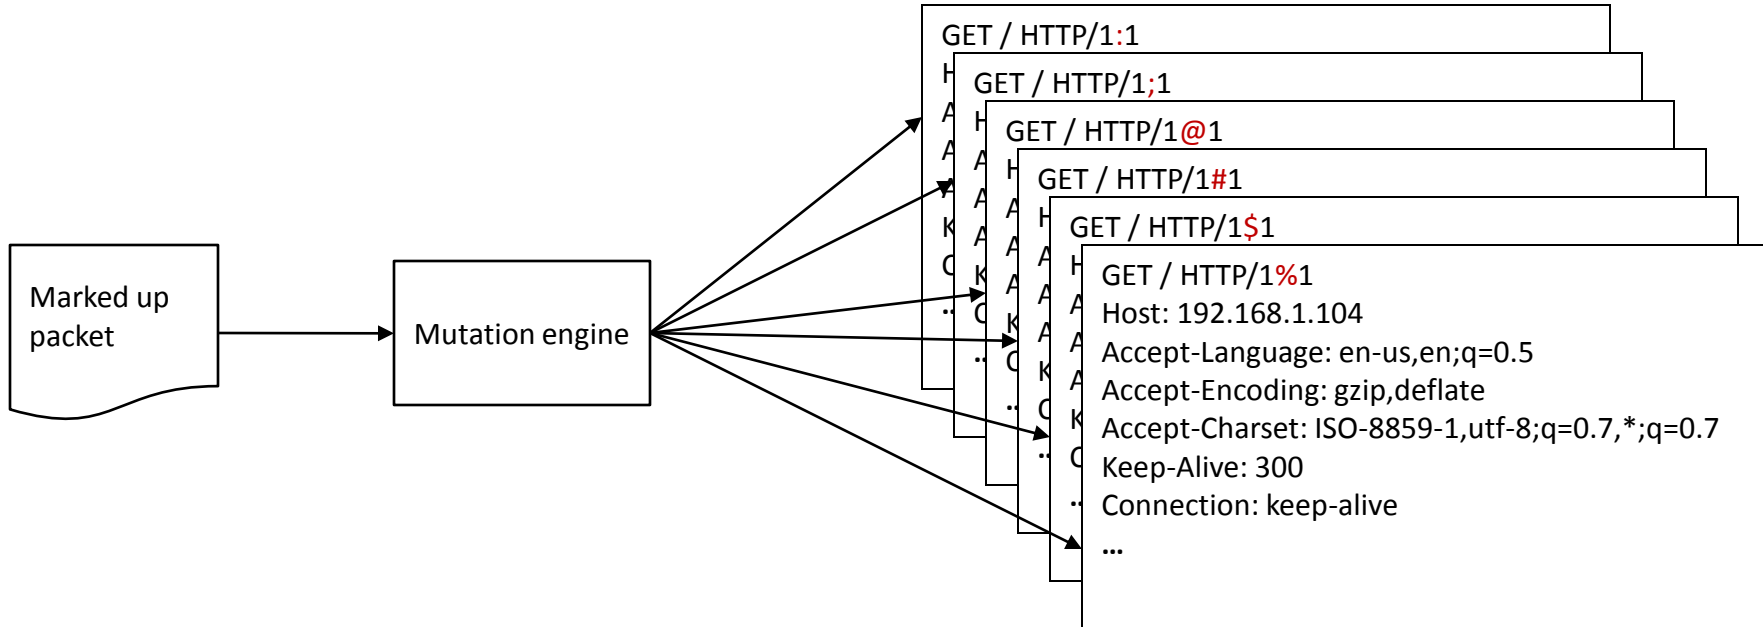 Marked up
packet
Mutation engine
GET / HTTP/1:1
H
A
A
A
K
C
..
GET / HTTP/1;1
H
A
A
A
K
C
..
GET / HTTP/1@1
H
A
A
A
K
C
..
GET / HTTP/1#1
H
A
A
A
K
C
..
GET / HTTP/1$1
H
A
A
A
K
C
..
GET / HTTP/1%1
Host: 192.168.1.104
Accept-Language: en-us,en;q=0.5
Accept-Encoding: gzip,deflate
Accept-Charset: ISO-8859-1,utf-8;q=0.7,*;q=0.7
Keep-Alive: 300
Connection: keep-alive
...